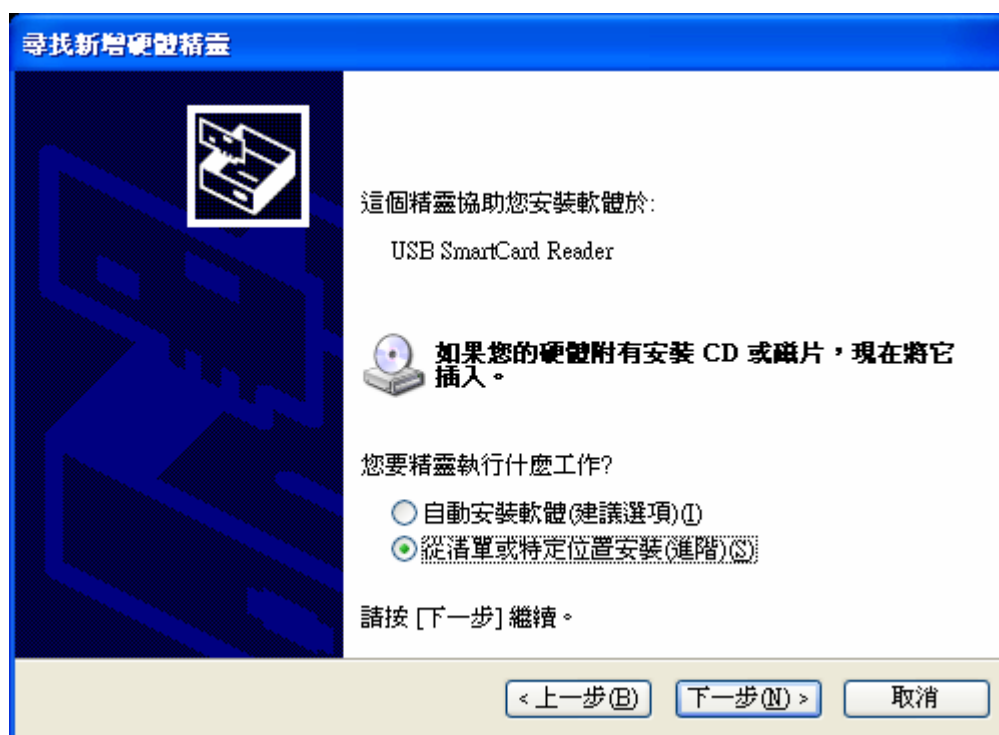 尋找新增硬體精靈
這個精靈協助您安裝軟體於:
USB SmartCard Reader
如果您的硬體附有安裝 CD 或磁片，現在將它
插入。
您要精靈執行什麼工作?
自動安裝軟體(建議選項)(I)
從清單或特定位置安裝(進階)(S)
請按 [下一步] 繼續。
< 上一步(B)
下一步(N) >
取消